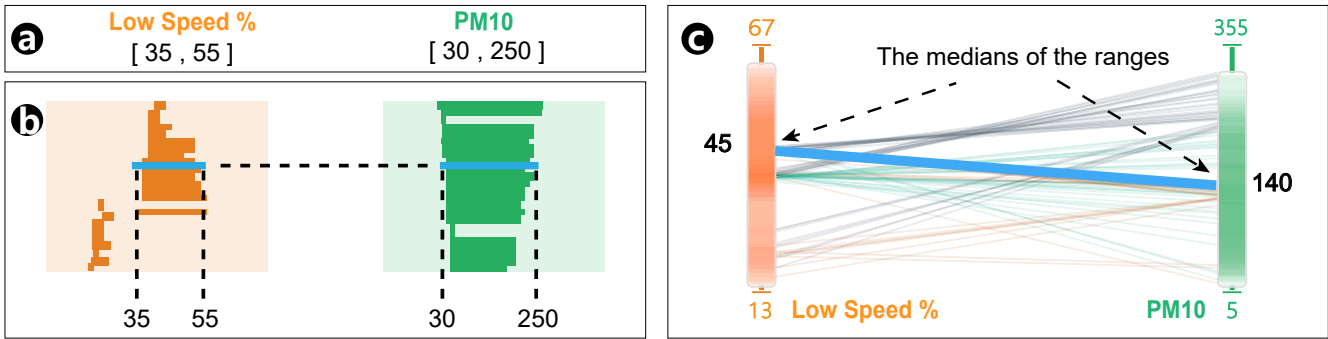 a
Low Speed %
PM10
[ 35 , 55 ]
[ 30 , 250 ]
b
35
55
30
250
c
67
355
The medians of the ranges
45
140
13
Low Speed %
PM10
5